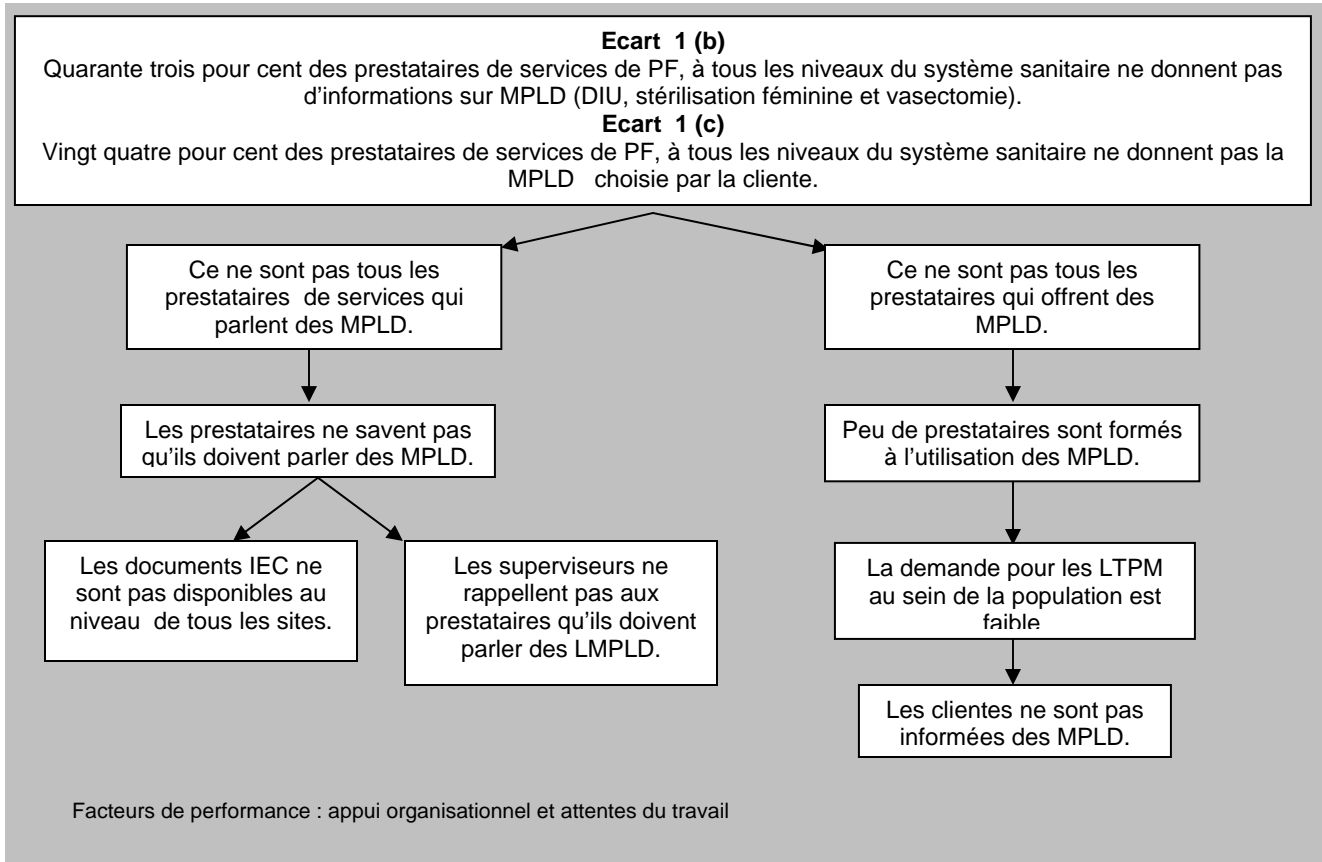 Ecart 1 (b)
Quarante trois pour cent des prestataires de services de PF, à tous les niveaux du système sanitaire ne donnent pas
d'informations sur MPLD (DIU, stérilisation féminine et vasectomie).
Ecart 1 (c)
Vingt quatre pour cent des prestataires de services de PF, à tous les niveaux du système sanitaire ne donnent pas la
MPLD choisie par la cliente.
Ce ne sont pas tous les
prestataires de services qui
parlent des MPLD.
Ce ne sont pas tous les
prestataires qui offrent des
MPLD.
Les prestataires ne savent pas
qu'ils doivent parler des MPLD.
Peu de prestataires sont formés
à l'utilisation des MPLD.
Les documents IEC ne
sont pas disponibles au
niveau de tous les sites.
Les superviseurs ne
rappellent pas aux
prestataires qu'ils doivent
parler des LMPLD.
La demande pour les LTPM
au sein de la population est
faible
Les clientes ne sont pas
informées des MPLD.
Facteurs de performance : appui organisationnel et attentes du travail